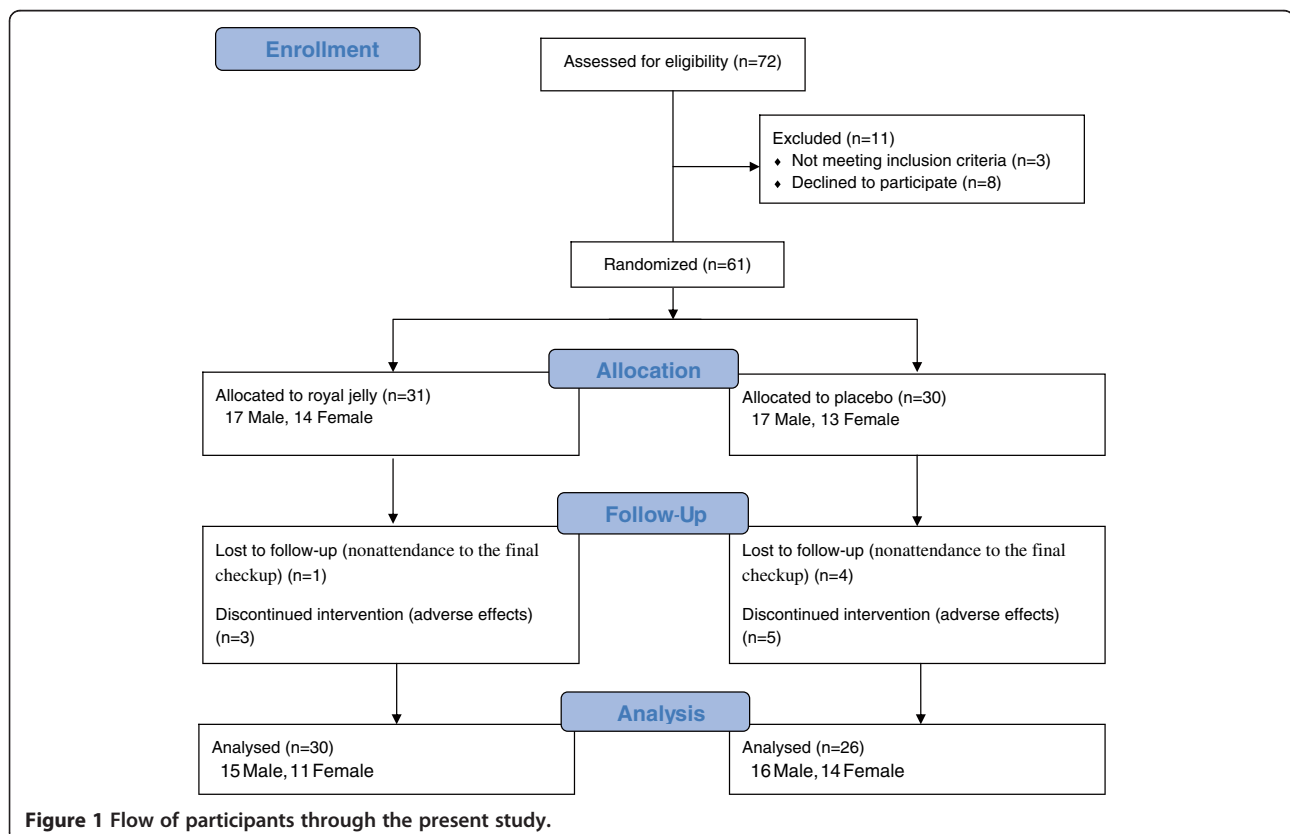 Enrollment
Assessed for eligibility (n=72)
Excluded (n=11)
♦ Not meeting inclusion criteria (n=3)
♦ Declined to participate (n=8)
Randomized (n=61)
Allocation
Allocated to royal jelly (n=31)
17 Male, 14 Female
Allocated to placebo (n=30)
17 Male, 13 Female
Follow-Up
Lost to follow-up (nonattendance to the final
checkup) (n=1)
Discontinued intervention (adverse effects)
(n=3)
Lost to follow-up (nonattendance to the final
checkup) (n=4)
Discontinued intervention (adverse effects)
(n=5)
Analysis
Analysed (n=30)
15 Male, 11 Female
Analysed (n=26)
16 Male, 14 Female
Figure 1 Flow of participants through the present study.